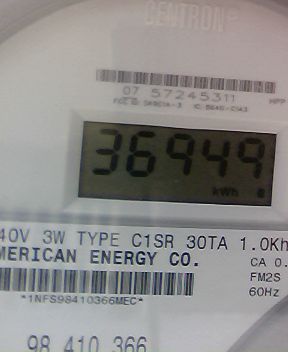 CENTRON®
07 57245311
36949
kWh
40V 3W TYPE C1SR 30TA 1.0Kh
MERICAN ENERGY CO.
CA 0.
FM2S
60Hz
*1NFS98410366MEC*
98 410 366